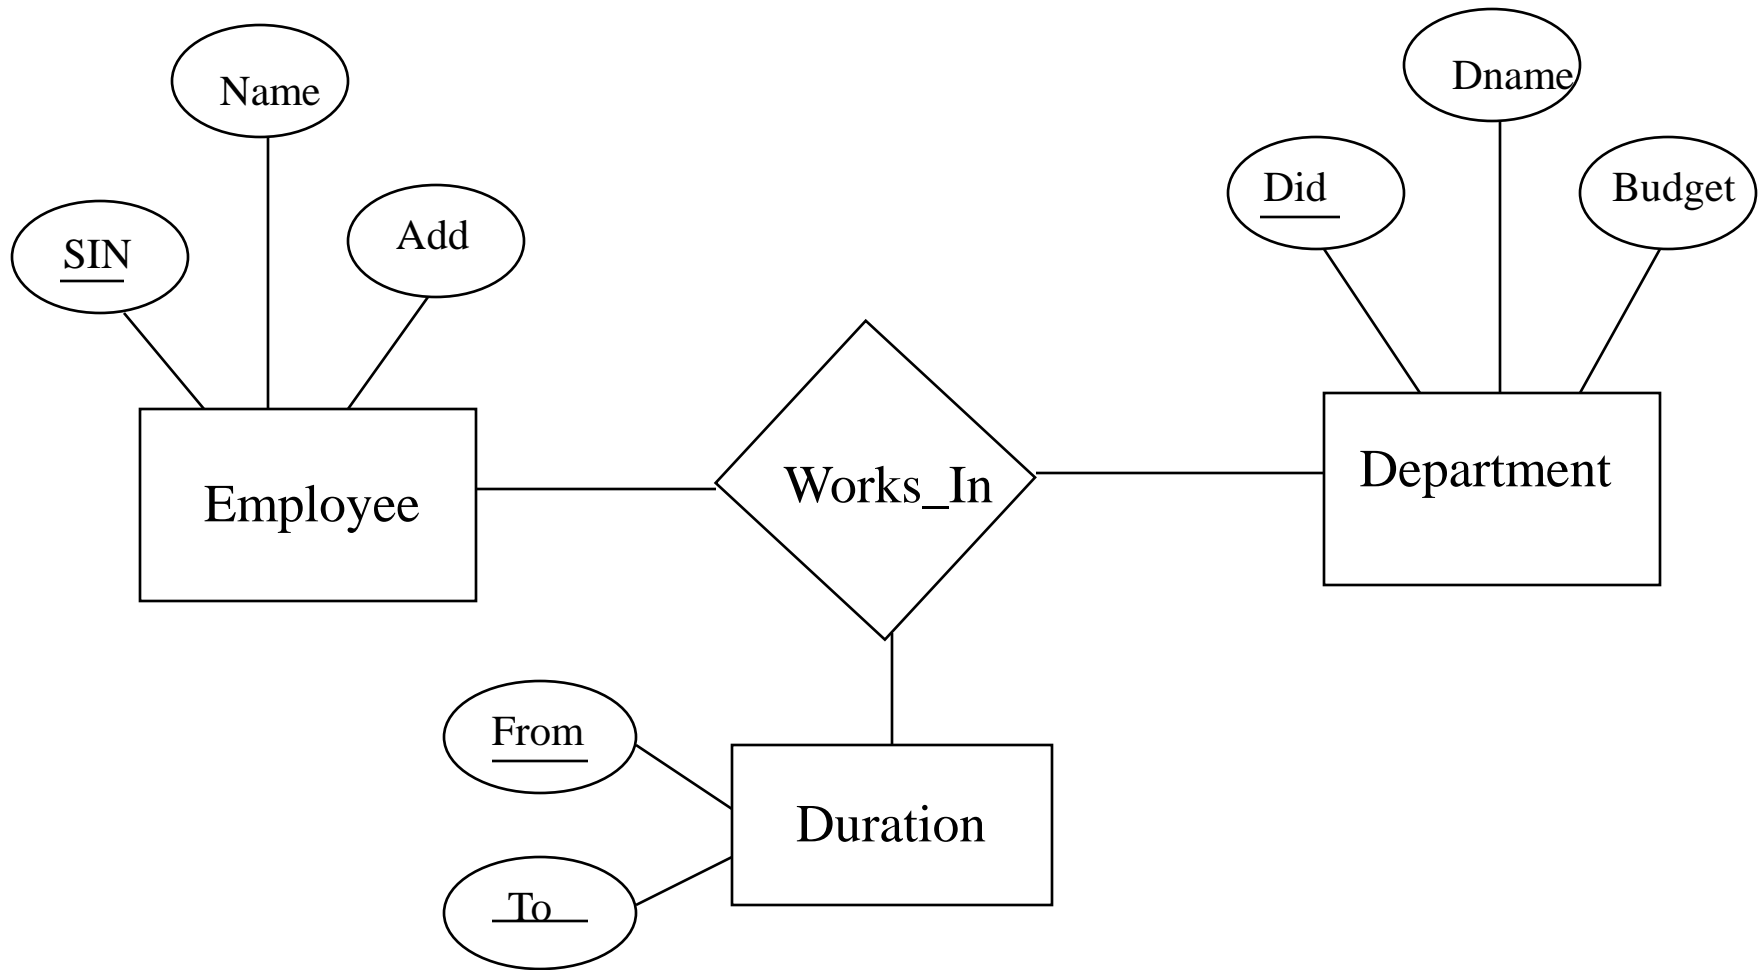 Name
Dname
SIN
Add
Did
Budget
Employee
Works_In
Department
From
Duration
To